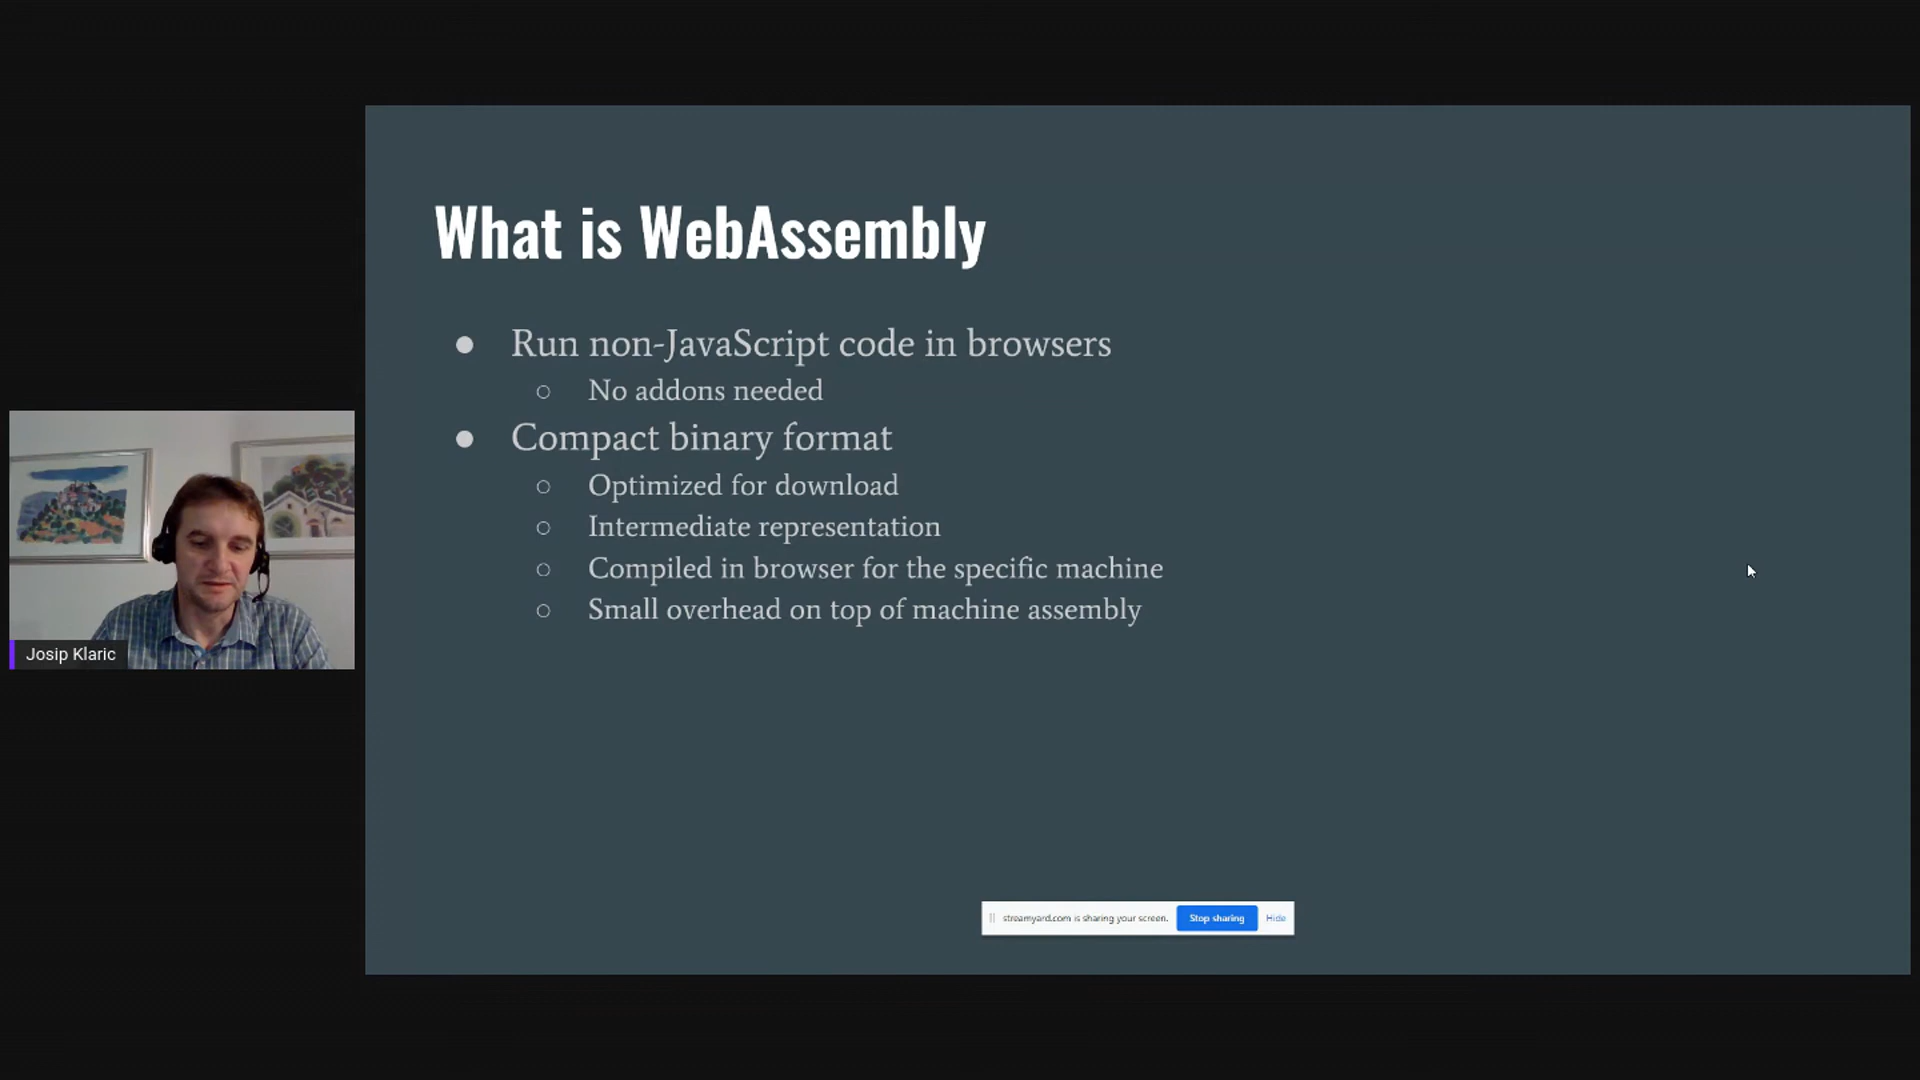 What is WebAssembly
● Run non-JavaScript code in browsers
○ No addons needed
● Compact binary format
○ Optimized for download
○ Intermediate representation
○ Compiled in browser for the specific machine
○ Small overhead on top of machine assembly
Josip Klaric
streamyard.com is sharing your screen. Stop sharing Hide